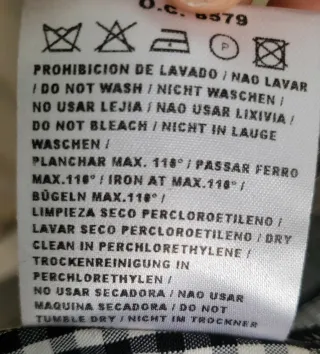 O.C. 6579
P
PROHIBICION DE LAVADO / NAO LAVAR
/ DO NOT WASH / NICHT WASCHEN /
NO USAR LEJIA / NAO USAR LIXIVIA /
DO NOT BLEACH / NICHT IN LAUGE
WASCHEN /
PLANCHAR MAX. 110° / PASSAR FERRO
MAX.110° / IRON AT MAX.110° /
BÜGELN MAX.110° /
LIMPIEZA SECO PERCLOROETILENO /
LAVAR SECO PERCLOROETILENO / DRY
CLEAN IN PERCHLORETHYLENE /
TROCKENREINIGUNG IN
PERCHLORETHYLEN /
NO USAR SECADORA / NAO USAR
MAQUINA SECADORA / DO NOT
TUMBLE DRY / NICHT IM TROCKNER